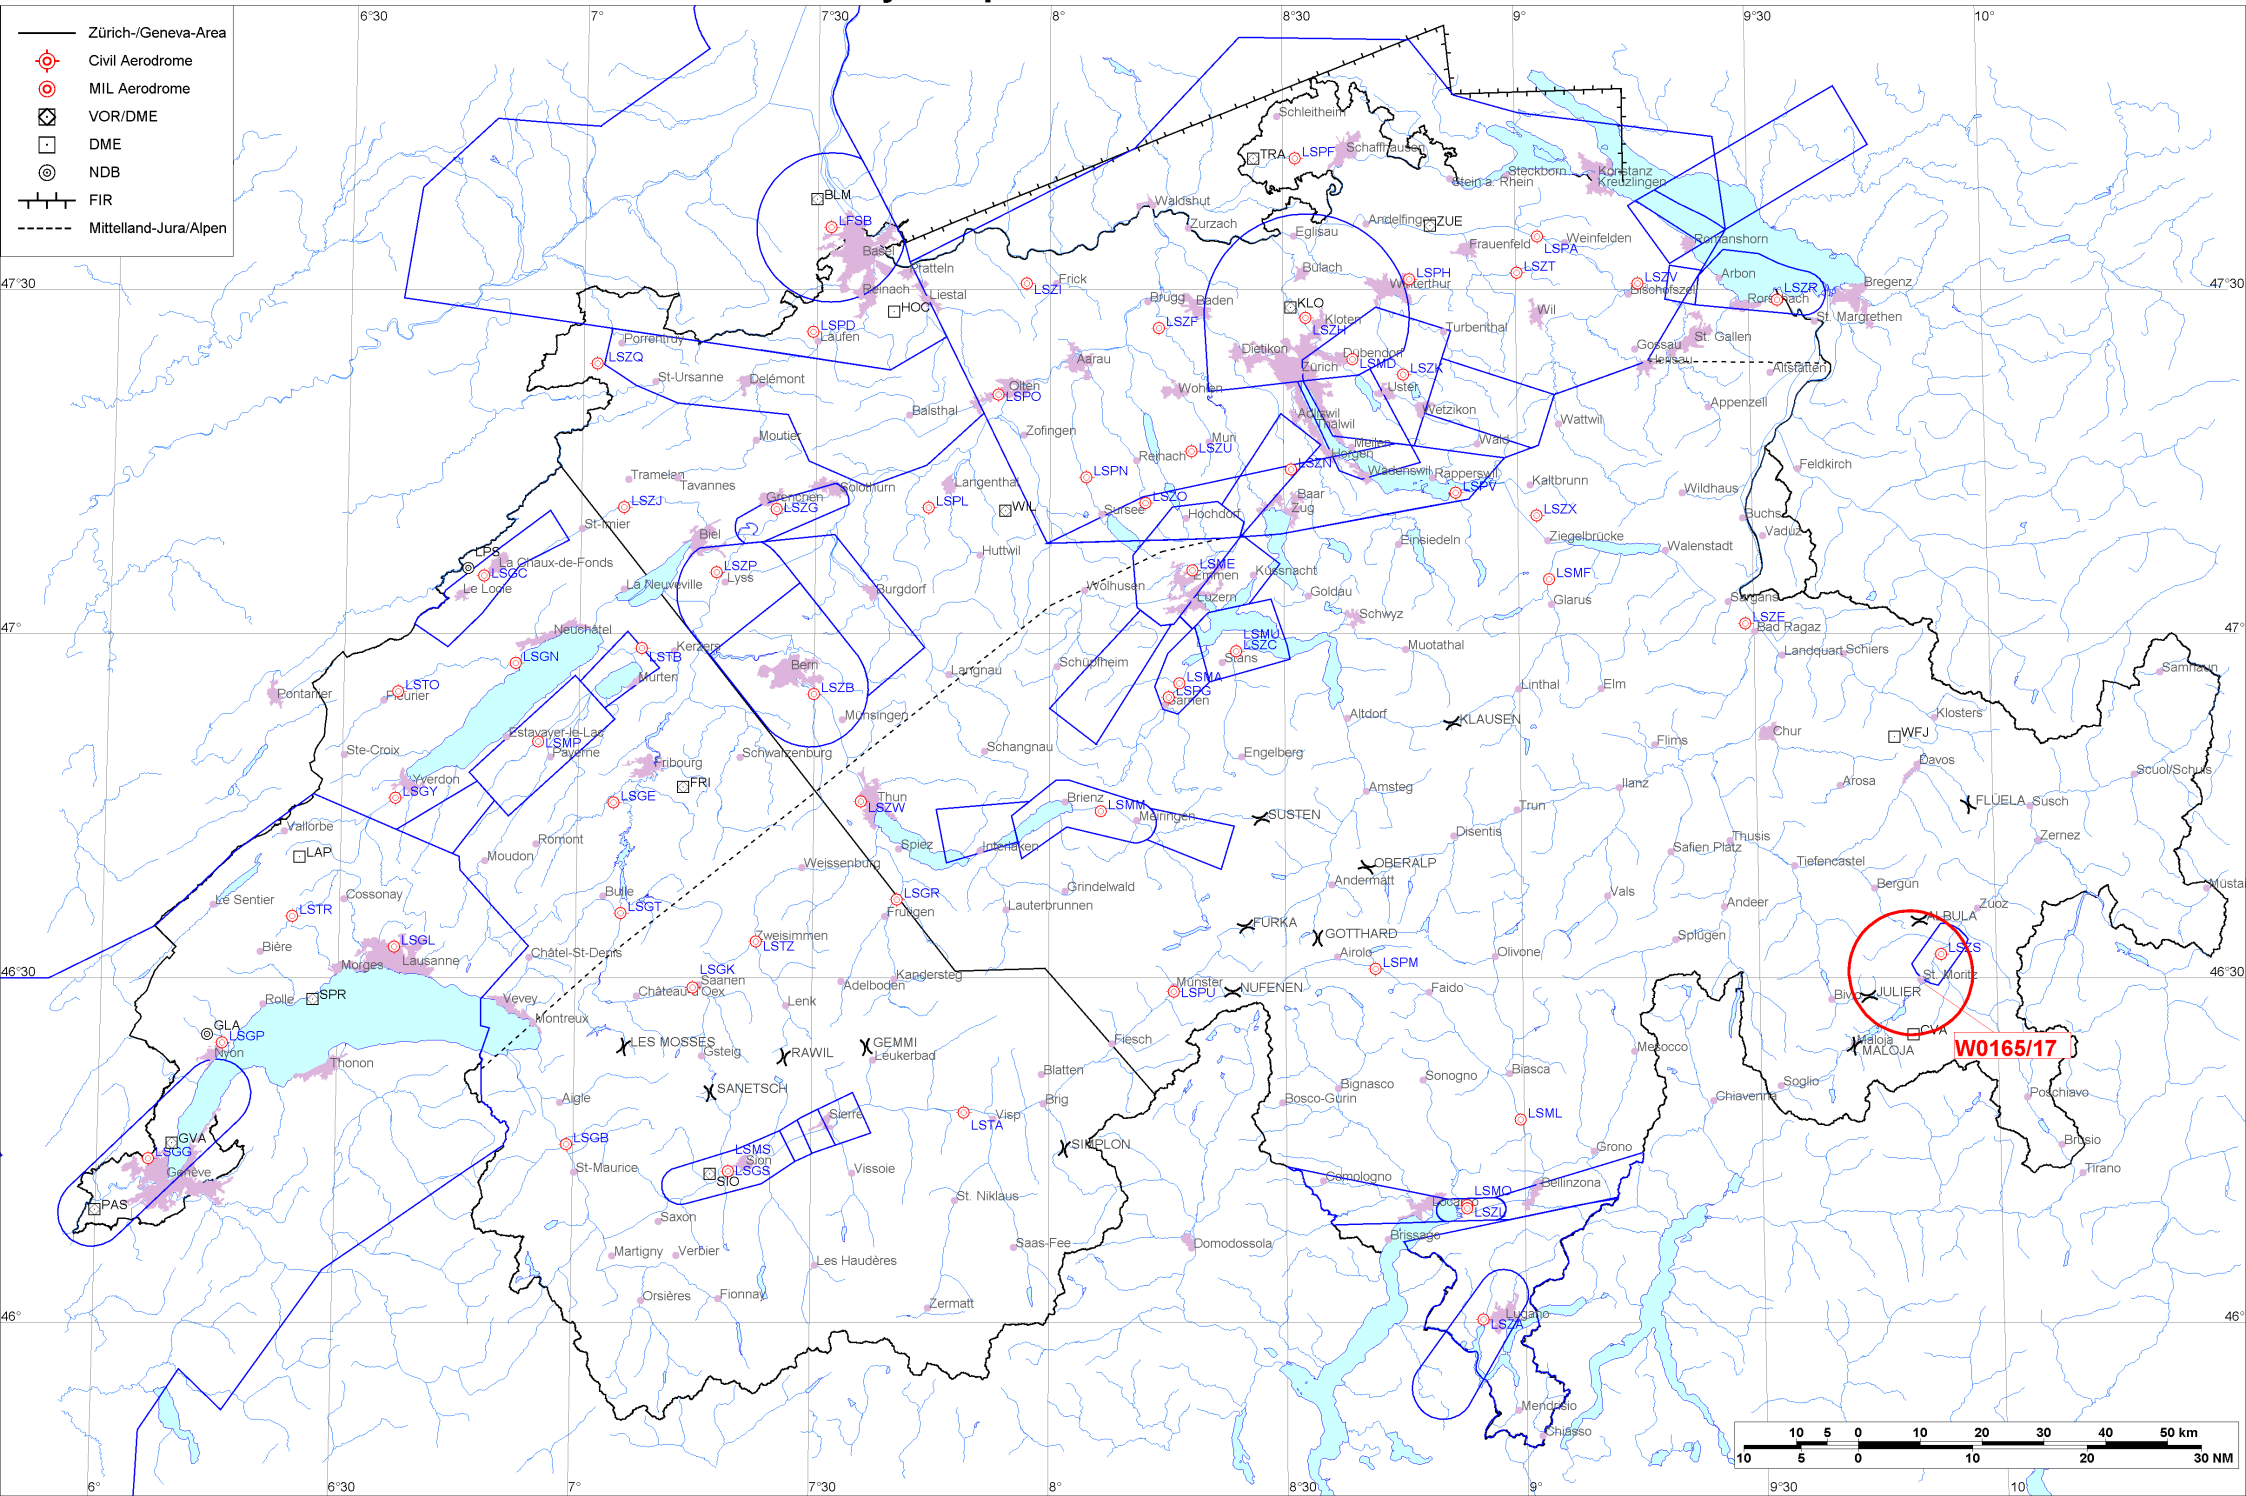 6°30
7°
7°30
8°
8°30
9°
9°30
10°
Zürich-/Geneva-Area
Civil Aerodrome
MIL Aerodrome
VOR/DME
DME
NDB
FIR
Mittelland-Jura/Alpen
Schleitheim
TRA
LSPF
Schaffhausen
Steckborn
Stein a. Rhein
Konstanz
Kreuzlingen
BLM
LFSB
Basel
Waldshut
Zurzach
Eglisau
Andelfingen
ZUE
Frauenfeld
LSPA
Weinfelden
Romanshorn
Pratteln
Reinach
Liestal
HOC
LSZI
Frick
Bülach
LSPH
Winterthur
LSZT
LSZV
Bischofszell
Arbon
LSZR
Rorschach
Bregenz
47°30
47°30
LSPD
Laufen
Brugg
Baden
LSZF
KLO
Kloten
LSZH
Turbenthal
Wil
St. Margrethen
St. Gallen
Gossau
Herisau
Altstätten
Porrentruy
LSZQ
St-Ursanne
Delémont
Aarau
Olten
LSPO
Dietikon
Zürich
Dübendorf
LSMD
LSZK
Uster
Wetzikon
Wohlen
Balsthal
Zofingen
Adliswil
Thalwil
Wattwil
Appenzell
Moutier
Muri
LSZU
Reinach
Meilen
Horgen
Wald
Feldkirch
Tramelan
Tavannes
LSPN
LSZN
Wädenswil
Rapperswil
LSPV
Kaltbrunn
Wildhaus
LSZJ
Grenchen
LSZG
Solothurn
LSPL
Langenthal
WIL
LSZO
Sursee
Hochdorf
Baar
Zug
LSZX
Buchs
Vaduz
St-Imier
Biel
Huttwil
Einsiedeln
Ziegelbrücke
Walenstadt
LPS
La Chaux-de-Fonds
LSGC
Le Locle
LSZP
Lyss
La Neuveville
Burgdorf
Wolhusen
LSME
Emmen
Luzern
Küssnacht
Goldau
LSMF
Glarus
Sargans
Schwyz
LSZE
Bad Ragaz
47°
47°
Neuchâtel
LSGN
LSTB
Kerzers
Murten
Bern
LSZB
Langnau
Schüpfheim
LSMU
LSZC
Stans
Muotathal
Landquart
Schiers
LSMA
LSPG
Sarnen
Linthal
Elm
Samnaun
Pontarlier
LSTO
Fleurier
Münsingen
Altdorf
KLAUSEN
Klosters
Ste-Croix
Estavayer-le-Lac
LSMP
Payerne
Schwarzenburg
Schangnau
Engelberg
Flims
Chur
WFJ
Davos
Fribourg
FRI
Yverdon
LSGY
LSGE
Thun
LSZW
Brienz
LSMM
Meiringen
SUSTEN
Amsteg
Trun
Ilanz
Arosa
Scuol/Schuls
FLÜELA
Susch
Vallorbe
LAP
Romont
Moudon
Weissenburg
Spiez
Interlaken
Disentis
Safien Platz
Thusis
Tiefencastel
Zernez
OBERALP
Andermatt
Grindelwald
Le Sentier
Cossonay
LSTR
Bulle
LSGT
LSGR
Frutigen
Lauterbrunnen
FURKA
GOTTHARD
Vals
Andeer
Bergun
Müstair
ALBULA
Zuoz
Bière
LSGL
Lausanne
Morges
Châtel-St-Denis
Zweisimmen
LSTZ
Airolo
LSPM
Olivone
Splügen
LSZS
St. Moritz
46°30
46°30
LSGK
Saanen
Château-d'Oex
Lenk
Adelboden
Kandersteg
Münster
LSPU
NUFENEN
Faido
Bivio
JULIER
Rolle
SPR
Vevey
Montreux
GLA
LSGP
Nyon
Thonon
LES MOSSES
Gsteig
RAWIL
GEMMI
Leukerbad
Fiesch
Mesocco
Maloja
MALOJA
CVA
W0165/17
SANETSCH
Blatten
Bignasco
Sonogno
Biasca
Soglio
Chiavenna
Poschiavo
Aigle
Sierre
Visp
LSTA
Brig
Bosco-Gurin
LSML
GVA
LSGG
Genève
LSGB
St-Maurice
LSMS
Sion
LSGS
SIO
Vissoie
SIMPLON
Grono
Brusio
Tirano
PAS
St. Niklaus
Comologno
LSMO
Locarno
LSZL
Bellinzona
Saxon
Martigny
Verbier
Les Haudères
Saas-Fee
Domodossola
Brissago
Orsières
Fionnay
Zermatt
46°
46°
Lugano
LSZA
Mendrisio
Chiasso
10 5 0 10 20 30 40 50 km
10 5 0 10 20 30 NM
6°
6°30
7°
7°30
8°
8°30
9°
9°30
10°